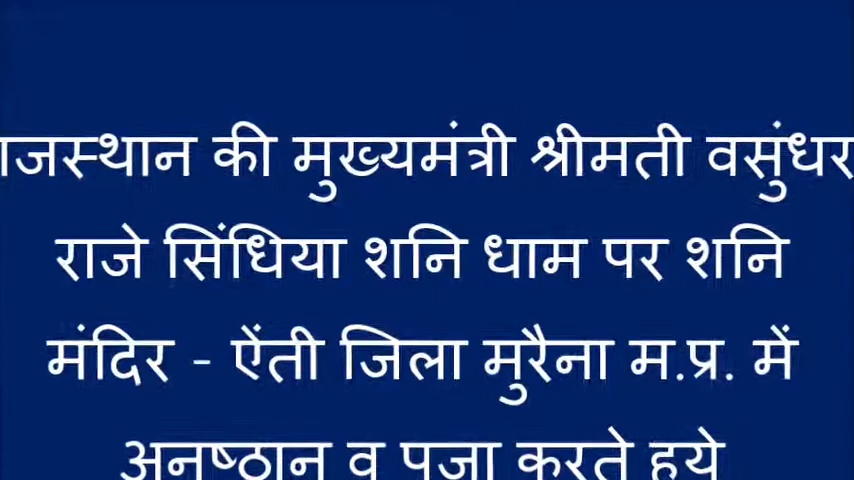 राजस्थान की मुख्यमंत्री श्रीमती वसुंधरा
राजे सिंधिया शनि धाम पर शनि
मंदिर - ऐंती जिला मुरैना म.प्र. में
अनुष्ठान व पूजा करते हुये